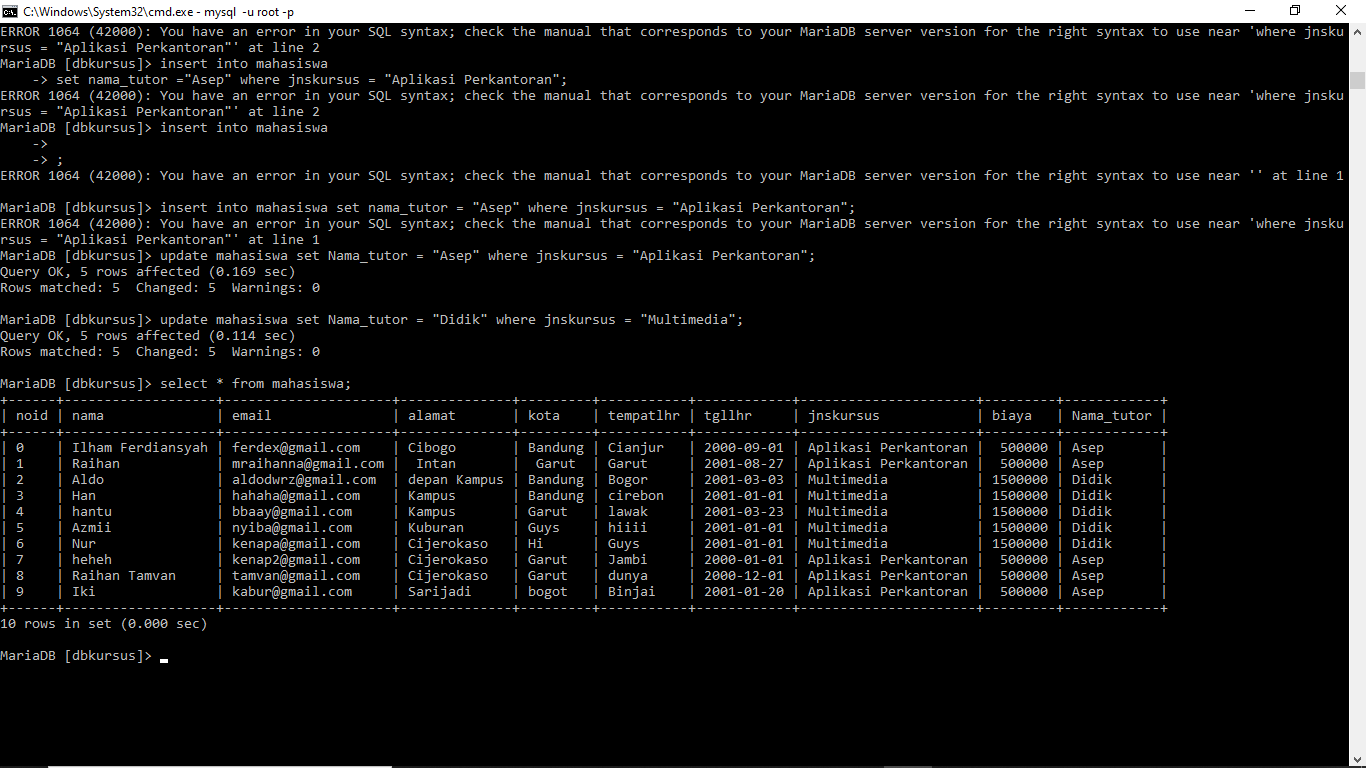 C:\Windows\System32\cmd.exe - mysql  -u root -p
ERROR 1064 (42000): You have an error in your SQL syntax; check the manual that corresponds to your MariaDB server version for the right syntax to use near 'where jnsku
rsus = "Aplikasi Perkantoran"' at line 2
MariaDB [dbkursus]> insert into mahasiswa
    -> set nama_tutor ="Asep" where jnskursus = "Aplikasi Perkantoran";
ERROR 1064 (42000): You have an error in your SQL syntax; check the manual that corresponds to your MariaDB server version for the right syntax to use near 'where jnsku
rsus = "Aplikasi Perkantoran"' at line 2
MariaDB [dbkursus]> insert into mahasiswa
    ->
    -> ;
ERROR 1064 (42000): You have an error in your SQL syntax; check the manual that corresponds to your MariaDB server version for the right syntax to use near '' at line 1
MariaDB [dbkursus]> insert into mahasiswa set nama_tutor = "Asep" where jnskursus = "Aplikasi Perkantoran";
ERROR 1064 (42000): You have an error in your SQL syntax; check the manual that corresponds to your MariaDB server version for the right syntax to use near 'where jnsku
rsus = "Aplikasi Perkantoran"' at line 1
MariaDB [dbkursus]> update mahasiswa set Nama_tutor = "Asep" where jnskursus = "Aplikasi Perkantoran";
Query OK, 5 rows affected (0.169 sec)
Rows matched: 5  Changed: 5  Warnings: 0
MariaDB [dbkursus]> update mahasiswa set Nama_tutor = "Didik" where jnskursus = "Multimedia";
Query OK, 5 rows affected (0.114 sec)
Rows matched: 5  Changed: 5  Warnings: 0
MariaDB [dbkursus]> select * from mahasiswa;
+------+-------------------+----------------------+--------------+---------+-----------+------------+----------------------+---------+------------+
| noid | nama              | email               | alamat       | kota    | tempatlhr | tgllhr     | jnskursus            | biaya   | Nama_tutor |
+------+-------------------+----------------------+--------------+---------+-----------+------------+----------------------+---------+------------+
| 0    | Ilham Ferdiansyah | ferdex@gmail.com    | Cibogo       | Bandung | Cianjur   | 2000-09-01 | Aplikasi Perkantoran |  500000 | Asep       |
| 1    | Raihan            | mraihanna@gmail.com |  Intan       |  Garut  | Garut     | 2001-08-27 | Aplikasi Perkantoran |  500000 | Asep       |
| 2    | Aldo              | aldodwrz@gmail.com  | depan Kampus | Bandung | Bogor     | 2001-03-03 | Multimedia           | 1500000 | Didik      |
| 3    | Han               | hahaha@gmail.com    | Kampus       | Bandung | cirebon   | 2001-01-01 | Multimedia           | 1500000 | Didik      |
| 4    | hantu             | bbaay@gmail.com     | Kampus       | Garut   | lawak     | 2001-03-23 | Multimedia           | 1500000 | Didik      |
| 5    | Azmii             | nyiba@gmail.com     | Kuburan      | Guys    | hiiii     | 2001-01-01 | Multimedia           | 1500000 | Didik      |
| 6    | Nur               | kenapa@gmail.com    | Cijerokaso   | Hi      | Guys      | 2001-01-01 | Multimedia           | 1500000 | Didik      |
| 7    | heheh             | kenap2@gmail.com    | Cijerokaso   | Garut   | Jambi     | 2000-01-01 | Aplikasi Perkantoran |  500000 | Asep       |
| 8    | Raihan Tamvan     | tamvan@gmail.com    | Cijerokaso   | Garut   | dunya     | 2000-12-01 | Aplikasi Perkantoran |  500000 | Asep       |
| 9    | Iki               | kabur@gmail.com     | Sarijadi     | bogot   | Binjai    | 2001-01-20 | Aplikasi Perkantoran |  500000 | Asep       |
+------+-------------------+----------------------+--------------+---------+-----------+------------+----------------------+---------+------------+
10 rows in set (0.000 sec)
MariaDB [dbkursus]>